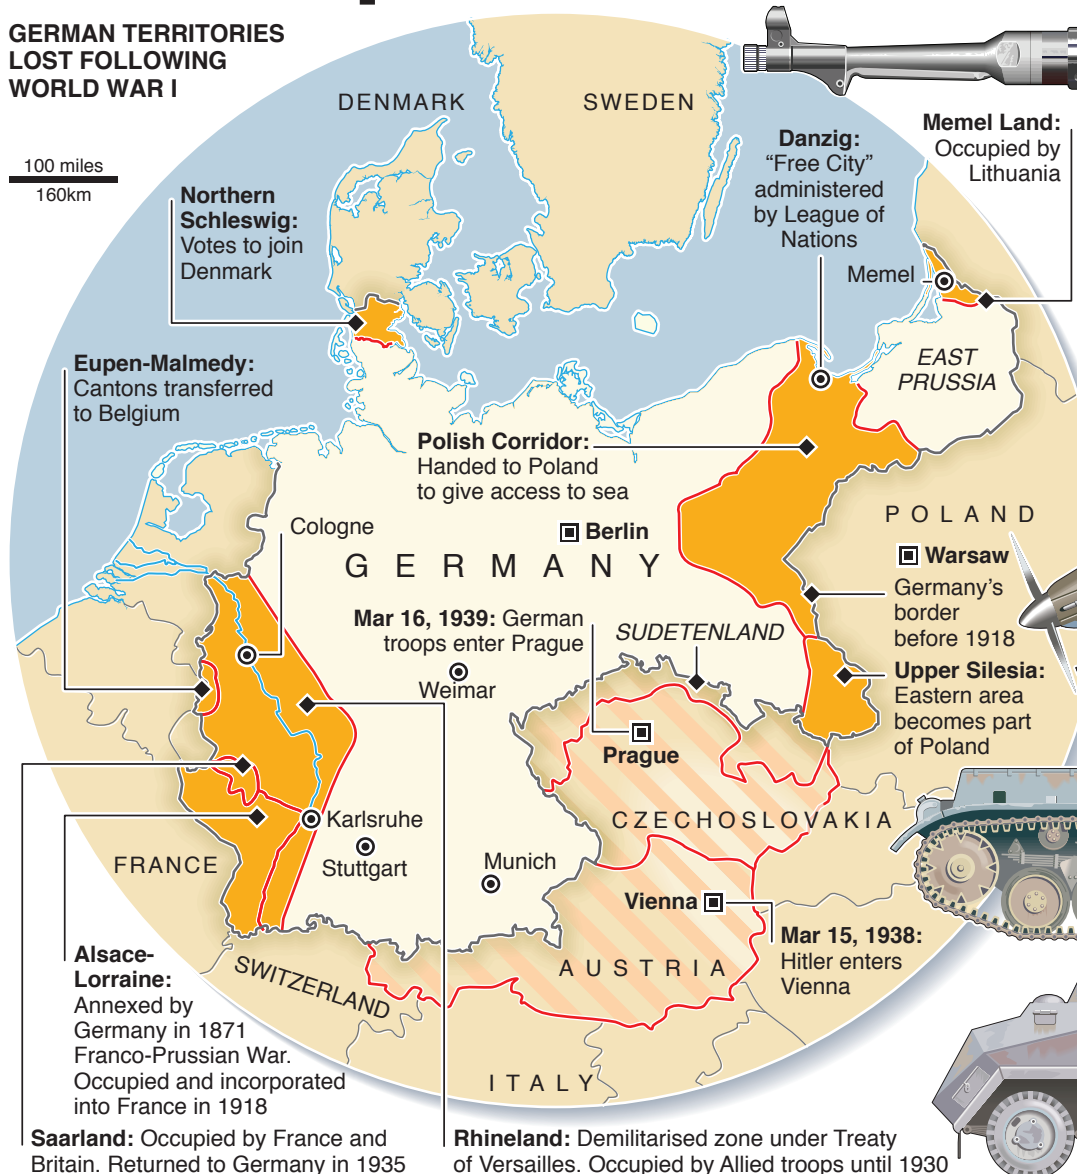 GERMAN TERRITORIES
LOST FOLLOWING
WORLD WAR I
100 miles
160km
DENMARK
SWEDEN
Danzig:
“Free City”
administered
by League of
Nations
Memel Land:
Occupied by
Lithuania
Northern
Schleswig:
Votes to join
Denmark
Memel
EAST
PRUSSIA
Eupen-Malmedy:
Cantons transferred
to Belgium
Polish Corridor:
Handed to Poland
to give access to sea
POLAND
Cologne
Berlin
Warsaw
GERMANY
Germany’s
border
before 1918
Mar 16, 1939: German
troops enter Prague
SUDETENLAND
Weimar
Upper Silesia:
Eastern area
becomes part
of Poland
Prague
CZECHOSLOVAKIA
Karlsruhe
Stuttgart
FRANCE
Munich
Vienna
Mar 15, 1938:
Hitler enters
Vienna
AUSTRIA
SWITZERLAND
Alsace-
Lorraine:
Annexed by
Germany in 1871
Franco-Prussian War.
Occupied and incorporated
into France in 1918
ITALY
Saarland: Occupied by France and
Britain. Returned to Germany in 1935
Rhineland: Demilitarised zone under Treaty
of Versailles. Occupied by Allied troops until 1930